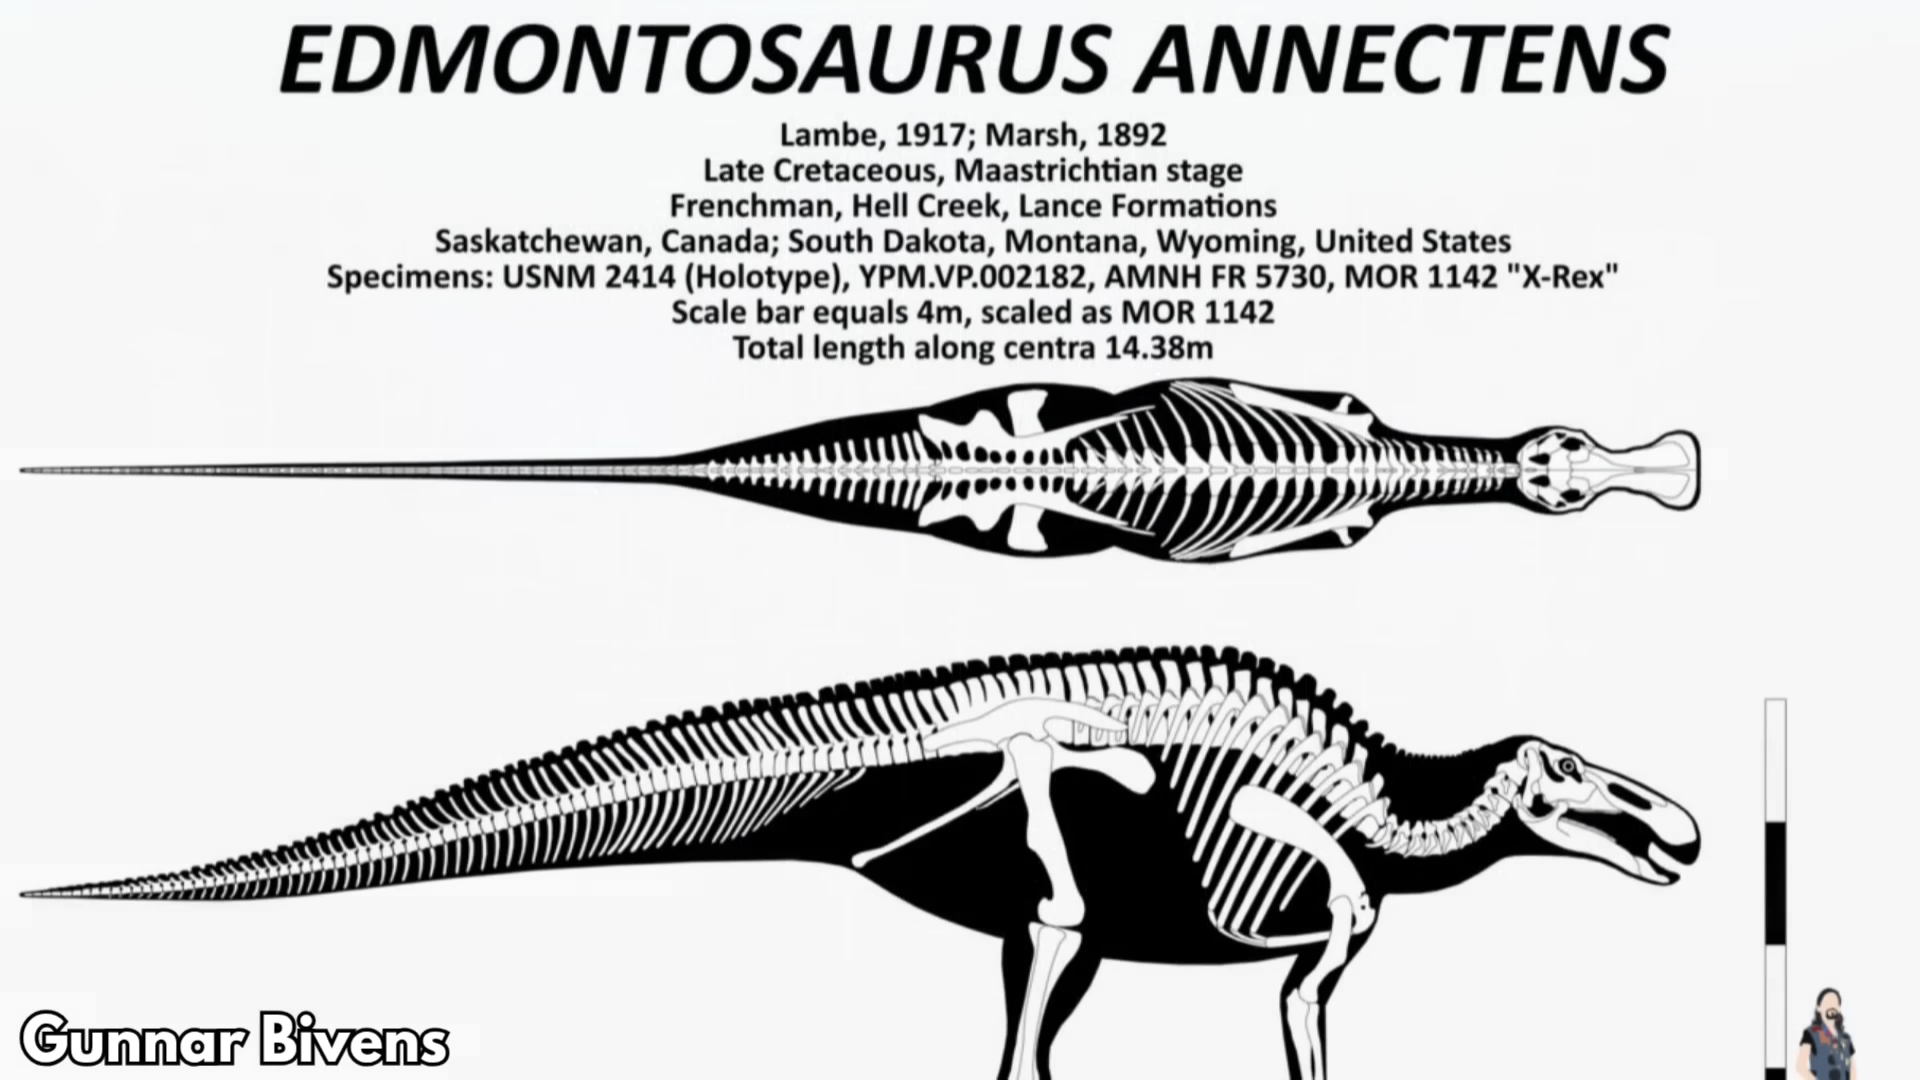 EDMONTOSAURUS ANNECTENS
Lambe, 1917; Marsh, 1892
Late Cretaceous, Maastrichtian stage
Frenchman, Hell Creek, Lance Formations
Saskatchewan, Canada; South Dakota, Montana, Wyoming, United States
Specimens: USNM 2414 (Holotype), YPM.VP.002182, AMNH FR 5730, MOR 1142 "X-Rex"
Scale bar equals 4m, scaled as MOR 1142
Total length along centra 14.38m
Gunnar Bivens